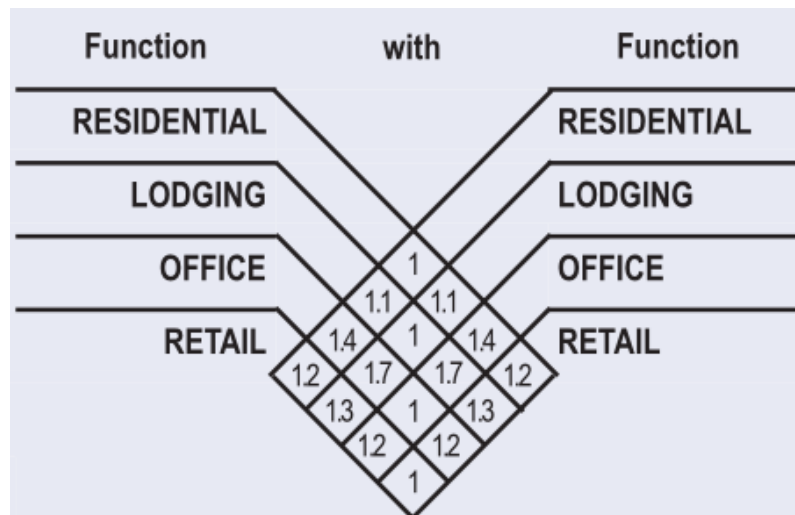 Function with Function
RESIDENTIAL RESIDENTIAL
LODGING LODGING
OFFICE 1 OFFICE
1.1 1.1
RETAIL 1.4 1 1.4 RETAIL
1.2 1.7 1.7 1.2
1.3 1 1.3
1.2 1.2
1